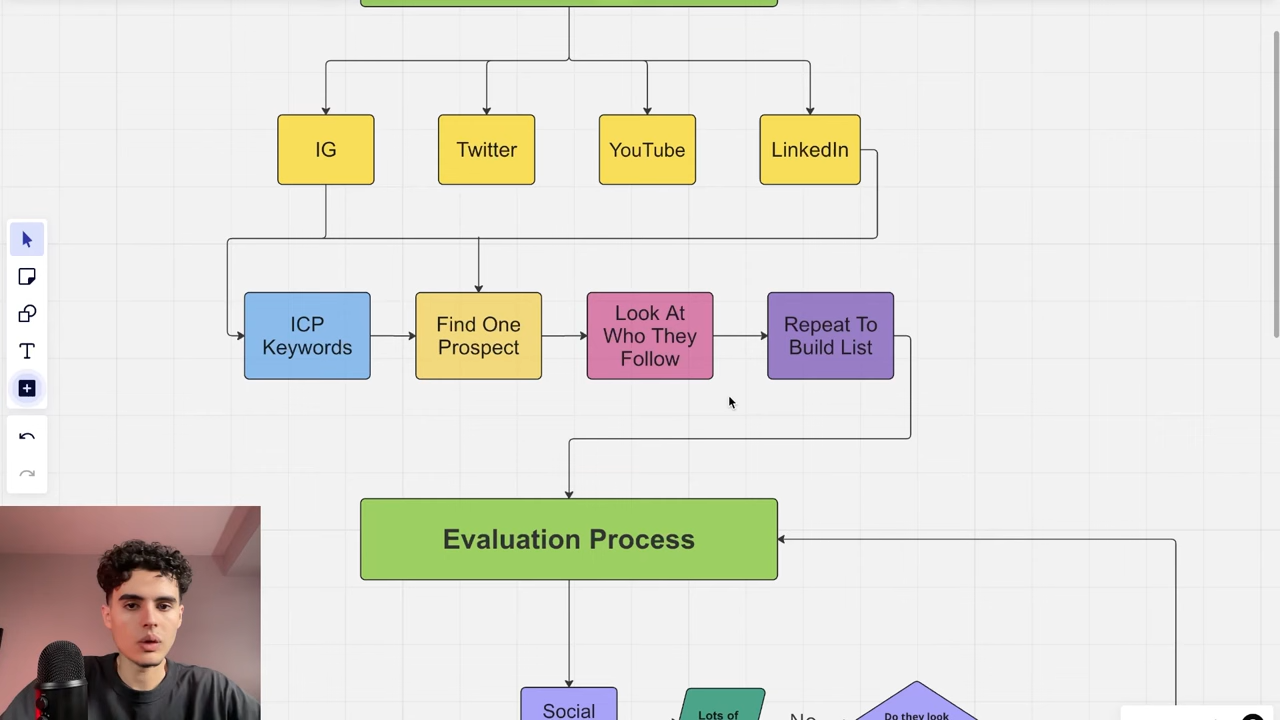 IG
Twitter
YouTube
LinkedIn
ICP
Keywords
Find One
Prospect
Look At
Who They
Follow
Repeat To
Build List
T
Evaluation Process
Social
Lots of
No
Do they look